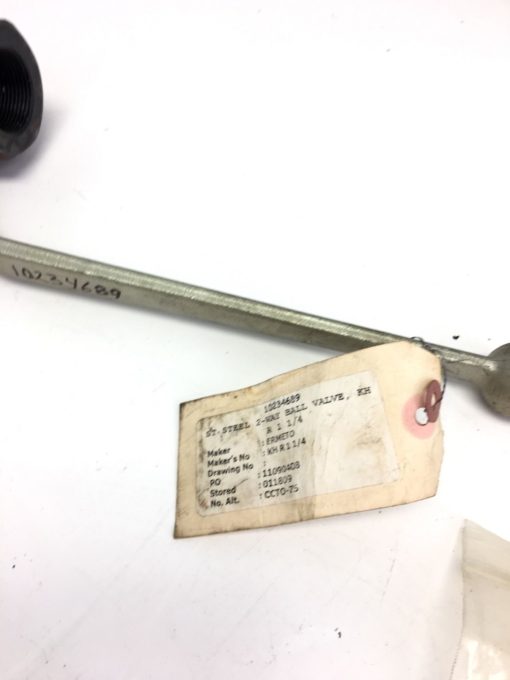 10234689
10234689
ST.STEEL 2-WAY BALL VALVE, KH
R 1 1/4
Maker : ERMETO
Maker's No : KH R 1 1/4
Drawing No :
PO : 11090408
Stored : 011809
No. Alt. : CCTO-75